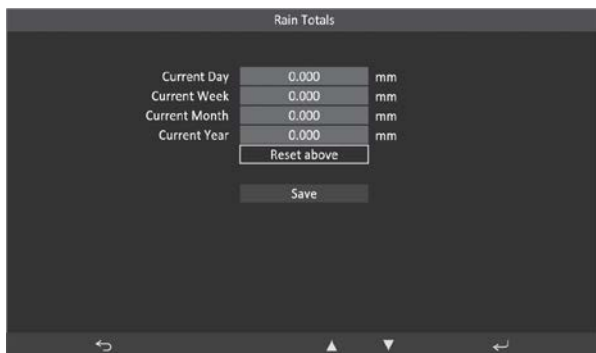 Rain Totals
Current Day 0.000 mm
Current Week 0.000 mm
Current Month 0.000 mm
Current Year 0.000 mm
Reset above
Save